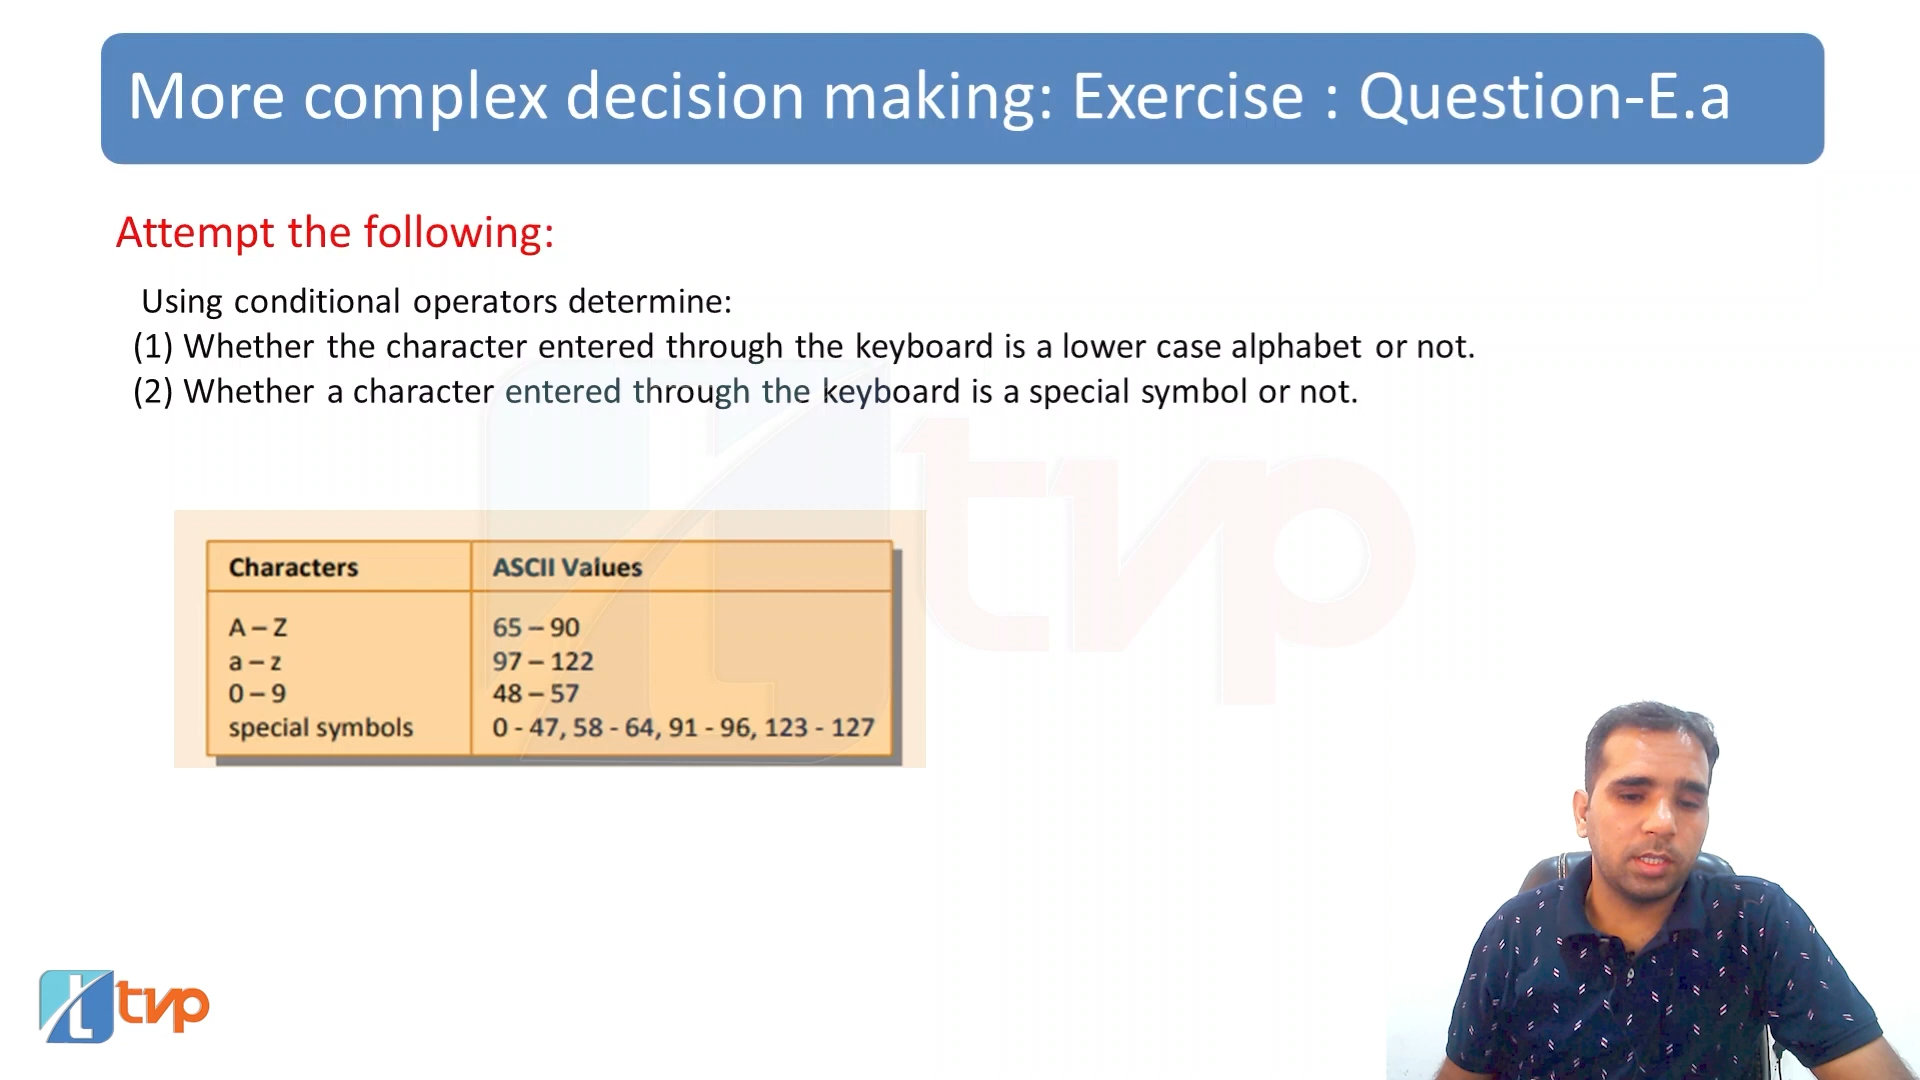 More complex decision making: Exercise : Question-E.a
Attempt the following:
Using conditional operators determine:
(1) Whether the character entered through the keyboard is a lower case alphabet or not.
(2) Whether a character entered through the keyboard is a special symbol or not.
tvp
Characters ASCII Values
A – Z 65 – 90
a – z 97 – 122
0 – 9 48 – 57
special symbols 0 - 47, 58 - 64, 91 - 96, 123 - 127
t tvp